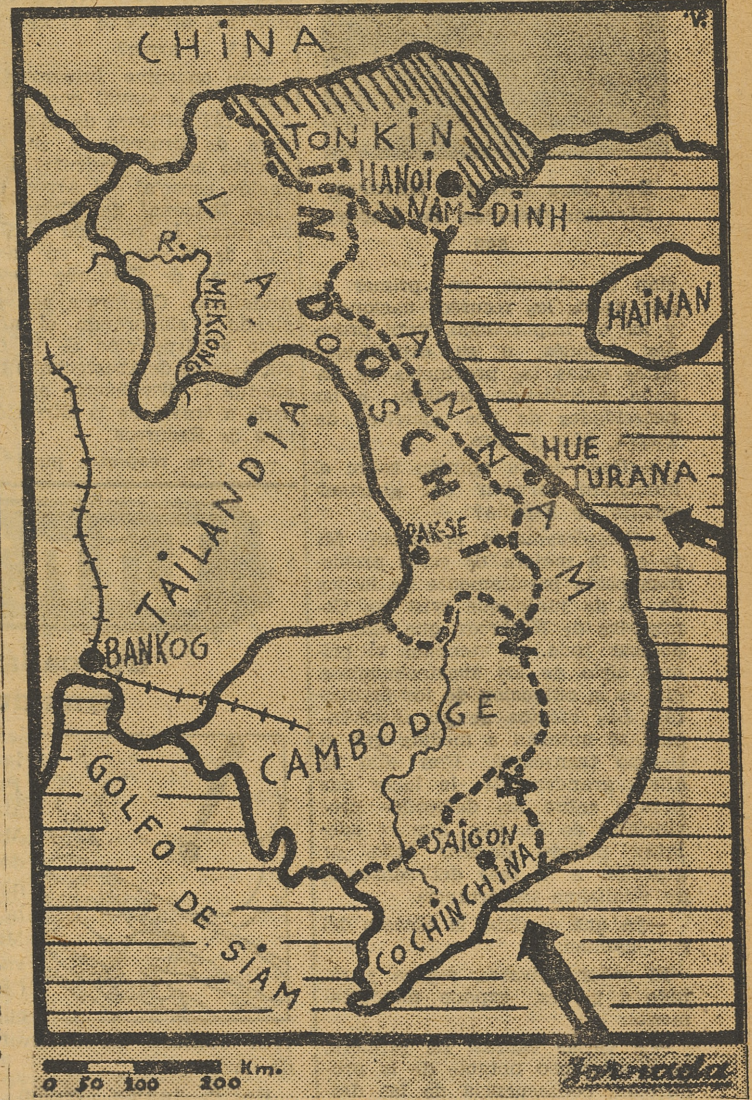 CHiNA
V.
TONKiN
HANOi
NAM-DiNH
LAOS
R. MEKONG
HAiNAN
iNDOCHiNA
ANNAM
HUE
TURANA
TAiLANDiA
PAK-SE
BANKOG
CAMBODGE
GOLFO DE SiAM
SAiGON
COCHINCHiNA
0 50 100 200 Km.
Jornada